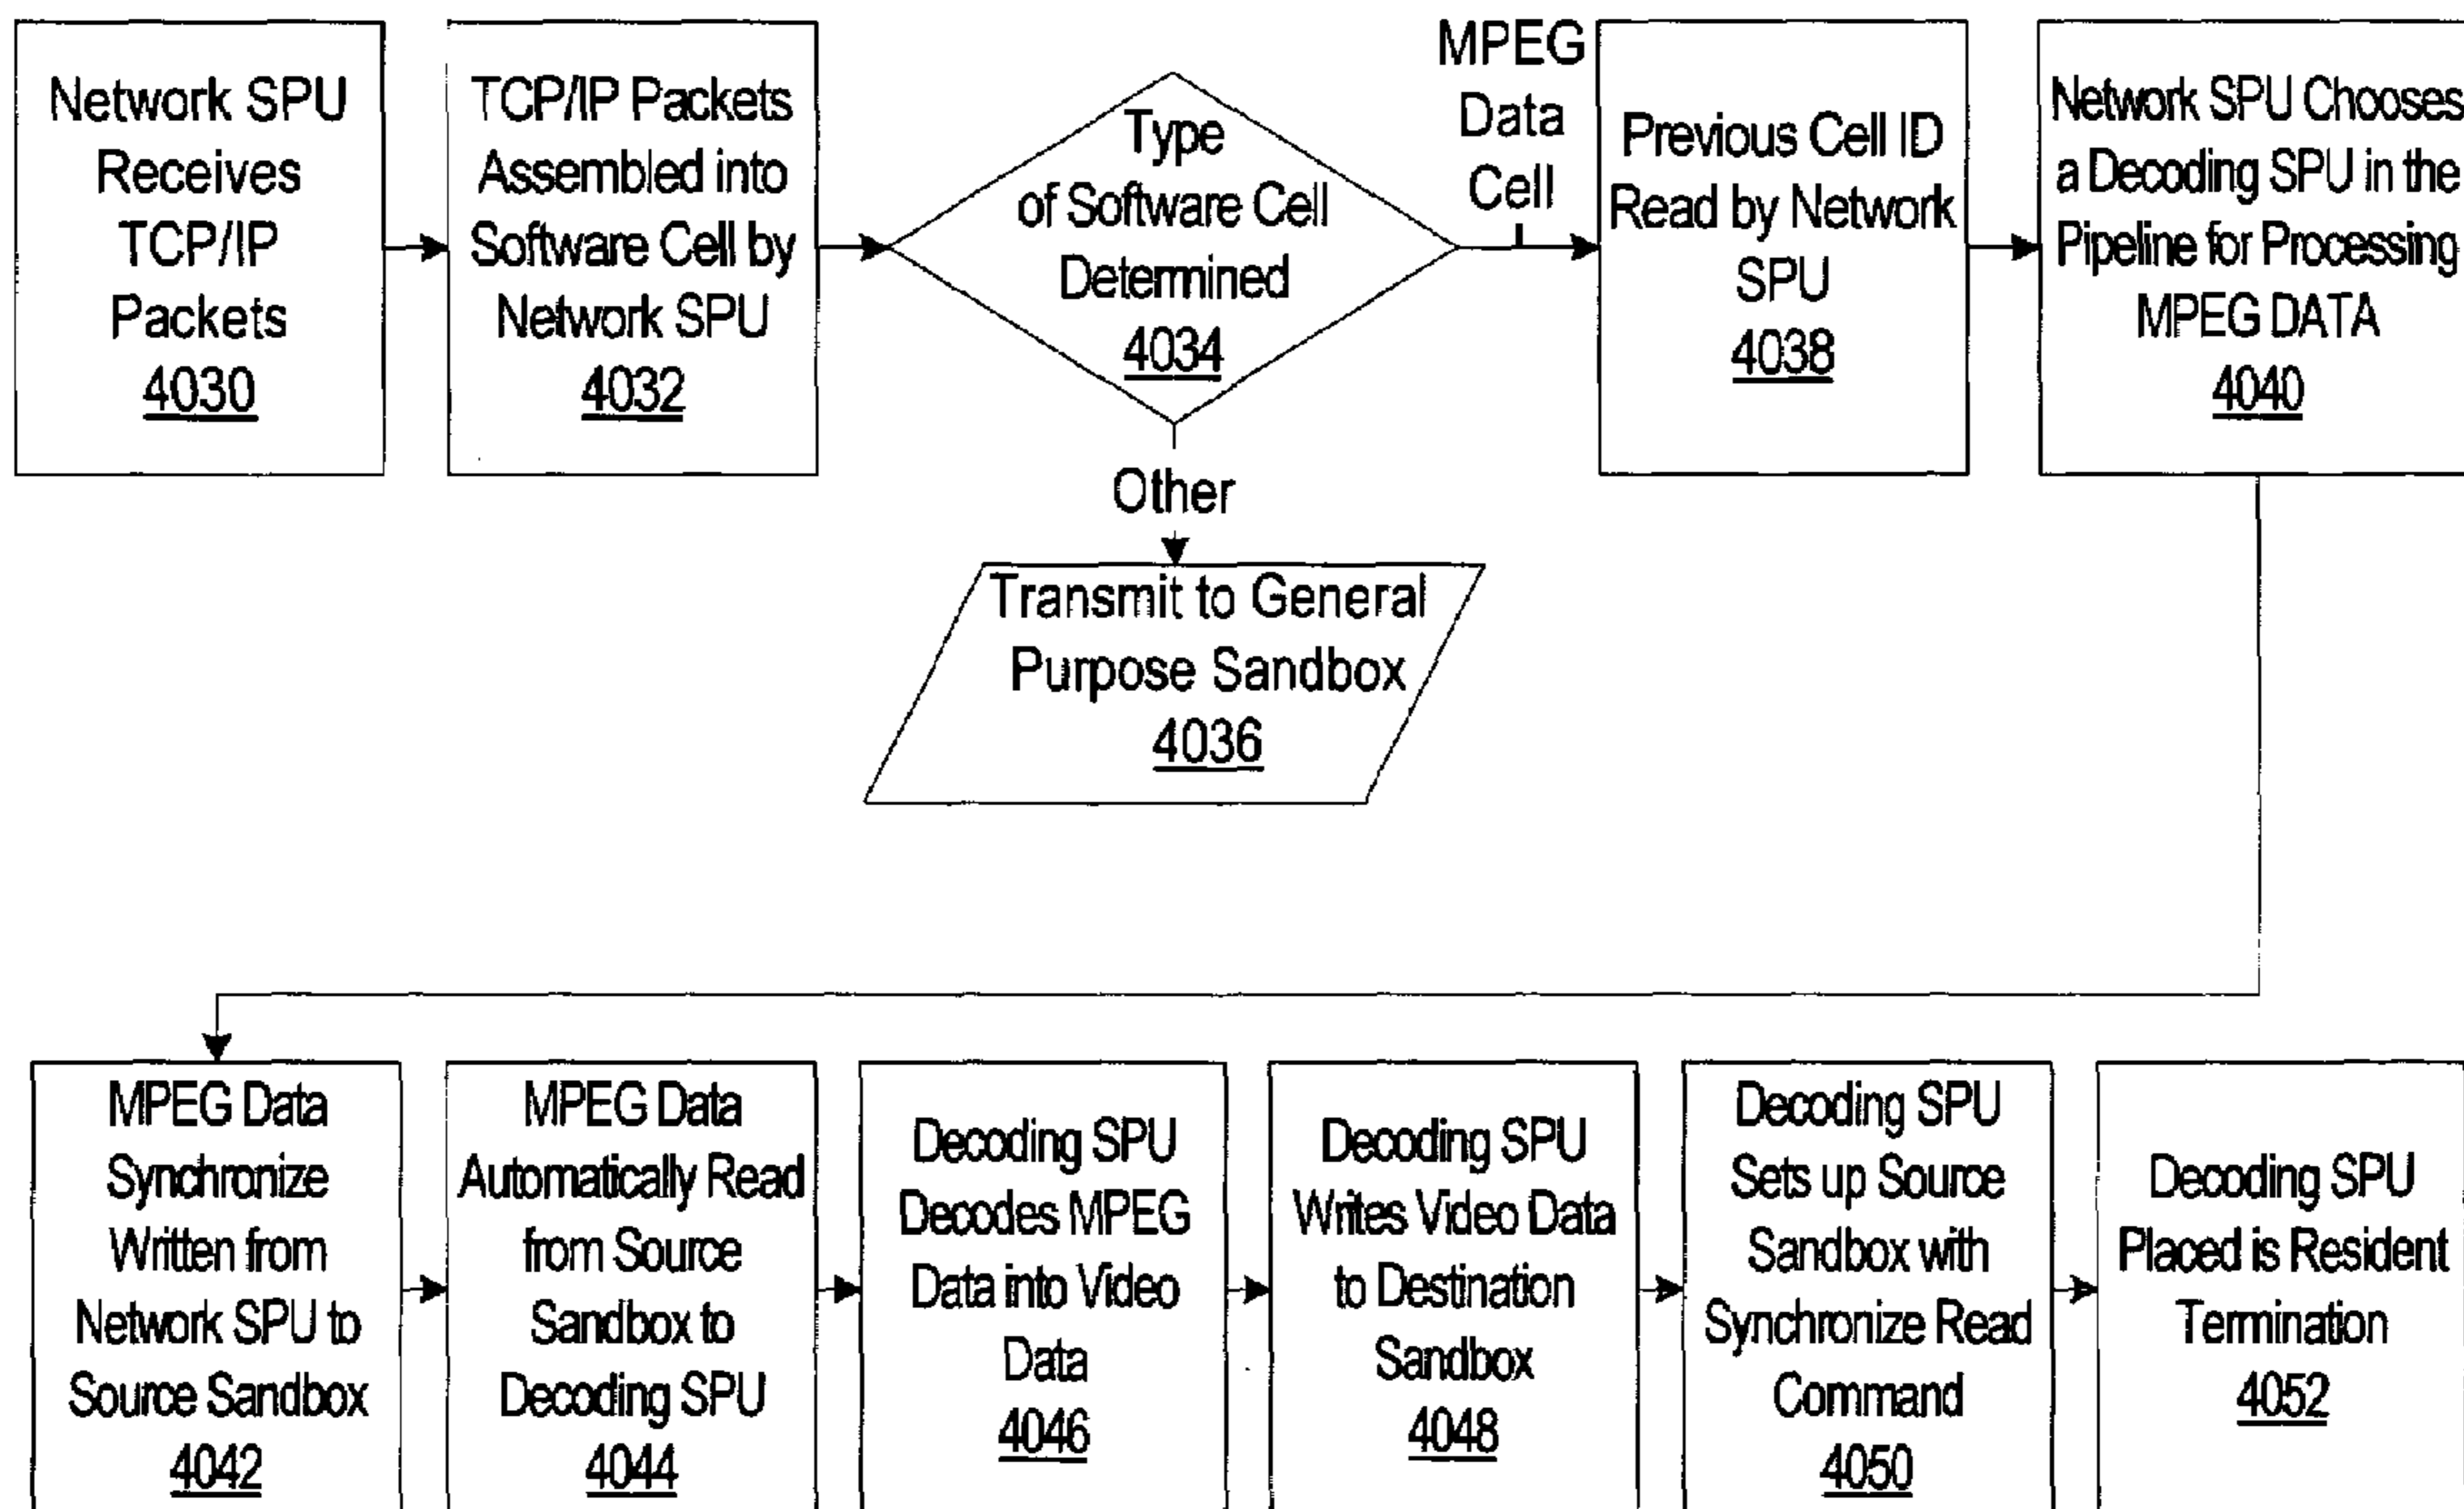 Network SPU
Receives
TCP/IP
Packets
4030
TCP/IP Packets
Assembled into
Software Cell by
Network SPU
4032
Type
of Software Cell
Determined
4034
MPEG
Data
Cell
Previous Cell ID
Read by Network
SPU
4038
Network SPU Chooses
a Decoding SPU in the
Pipeline for Processing
MPEG DATA
4040
Other
Transmit to General
Purpose Sandbox
4036
MPEG Data
Synchronize
Written from
Network SPU to
Source Sandbox
4042
MPEG Data
Automatically Read
from Source
Sandbox to
Decoding SPU
4044
Decoding SPU
Decodes MPEG
Data into Video
Data
4046
Decoding SPU
Writes Video Data
to Destination
Sandbox
4048
Decoding SPU
Sets up Source
Sandbox with
Synchronize Read
Command
4050
Decoding SPU
Placed is Resident
Termination
4052